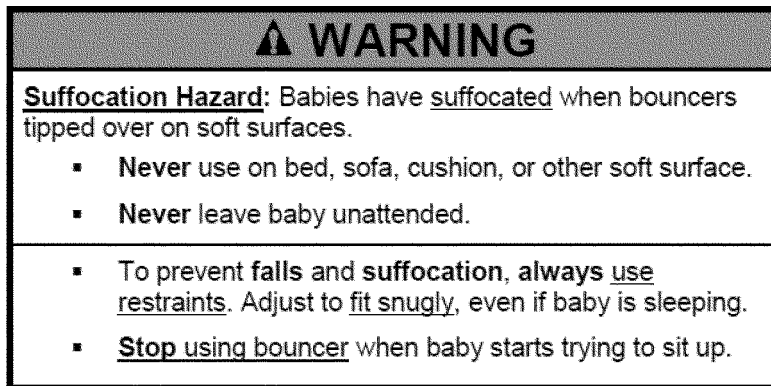 WARNING
Suffocation Hazard: Babies have suffocated when bouncers
tipped over on soft surfaces.
▪ Never use on bed, sofa, cushion, or other soft surface.
▪ Never leave baby unattended.
▪ To prevent falls and suffocation, always use
restraints. Adjust to fit snugly, even if baby is sleeping.
▪ Stop using bouncer when baby starts trying to sit up.